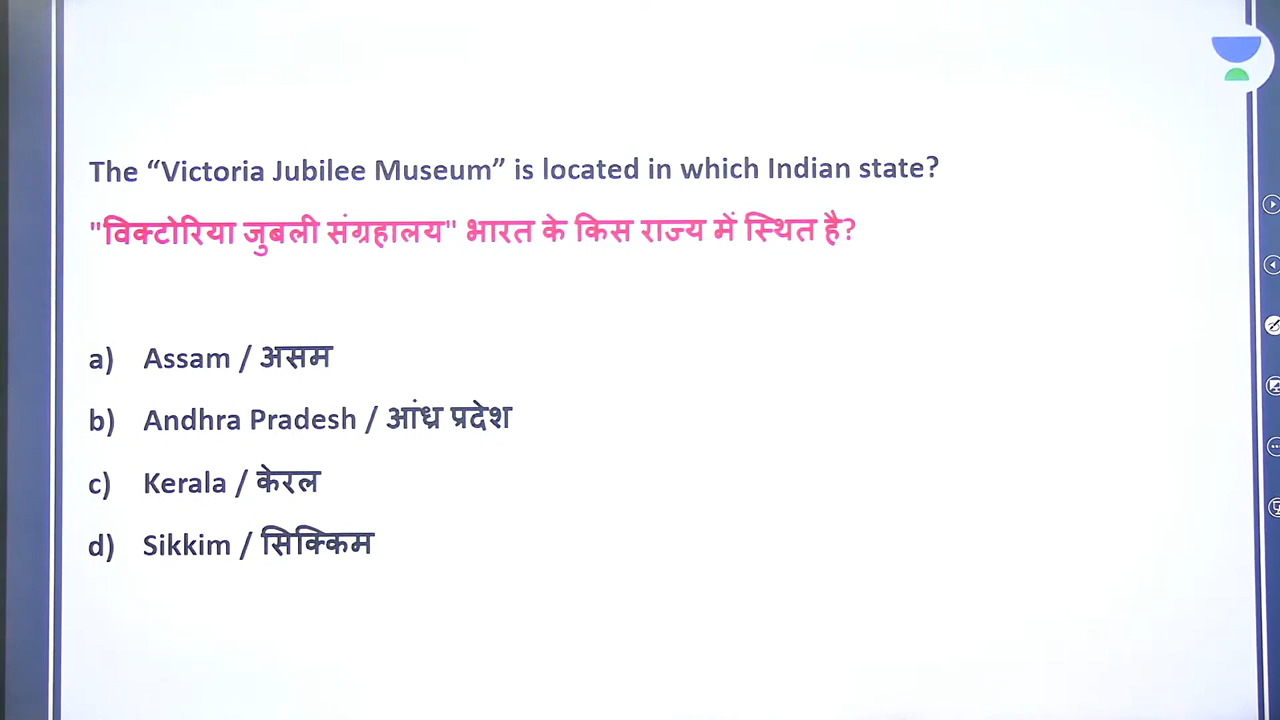 The “Victoria Jubilee Museum” is located in which Indian state?
"विक्टोरिया जुबली संग्रहालय" भारत के किस राज्य में स्थित है?
a) Assam / असम
b) Andhra Pradesh / आंध्र प्रदेश
c) Kerala / केरल
d) Sikkim / सिक्किम